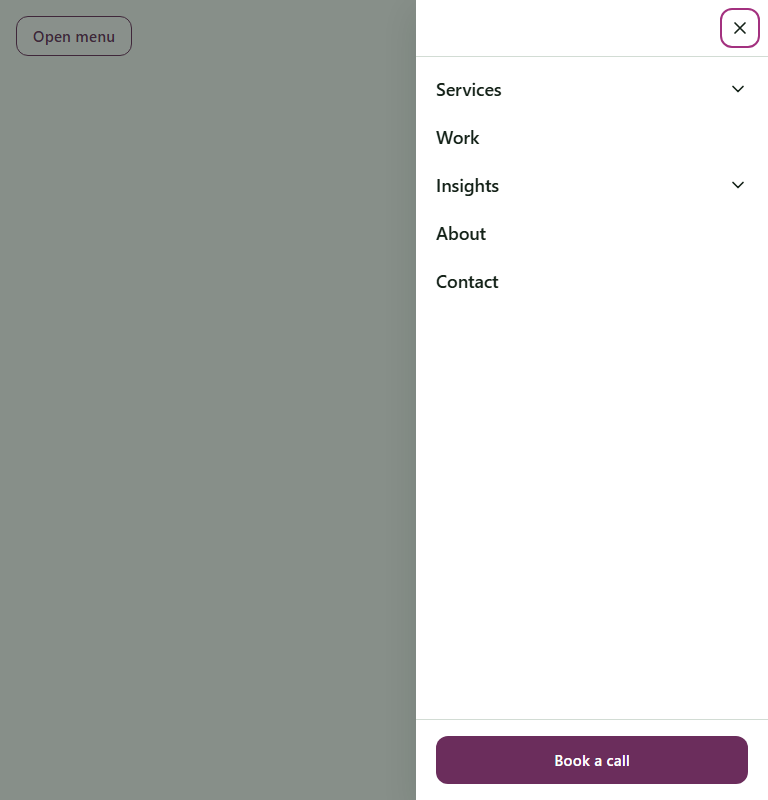 Open menu
Services
Work
Insights
About
Contact
Book a call